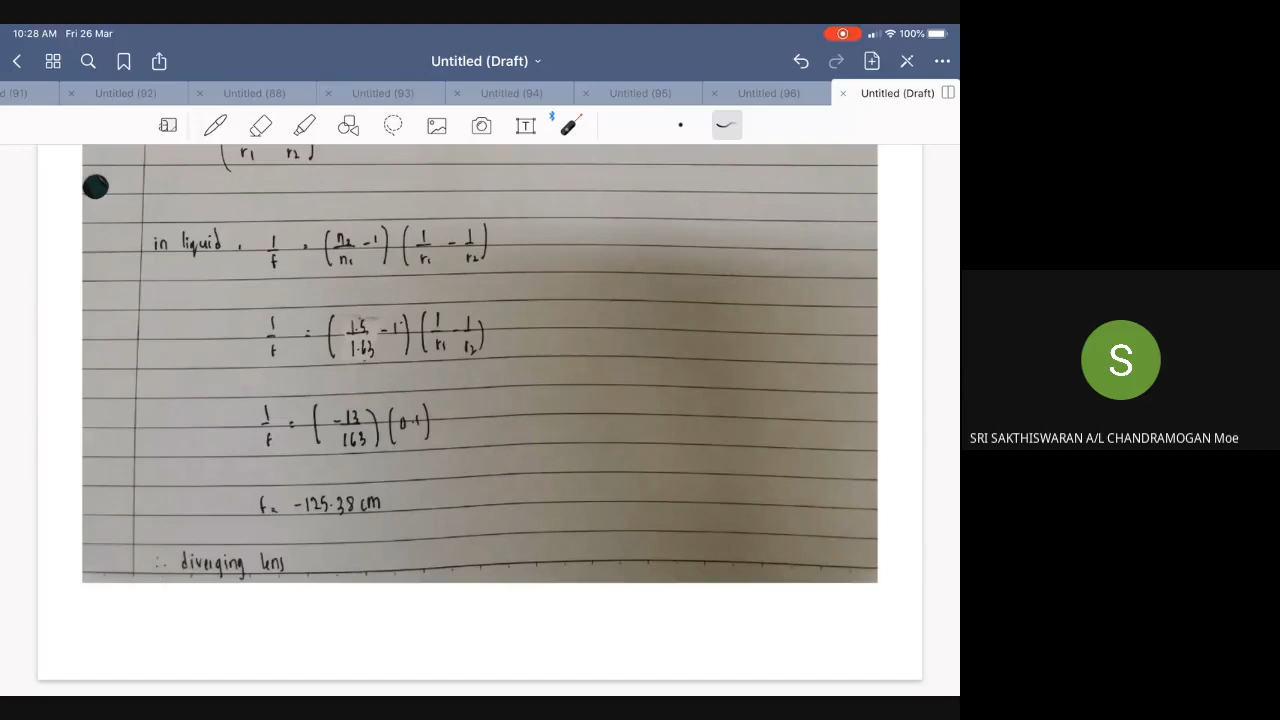 10:28 AM Fri 26 Mar
100%
Untitled (Draft)
d (91) Untitled (92) Untitled (88) Untitled (93) Untitled (94) Untitled (95) Untitled (96) Untitled (Draft)
T
r₁ r₂
in liquid, 1/f = (n₂/n₁ - 1) (1/r₁ - 1/r₂)
1/f = (1.5/1.63 - 1) (1/r₁ - 1/r₂)
1/f = (-13/163) (0.1)
f = -125.38 cm
∴ diverging lens
S
SRI SAKTHISWARAN A/L CHANDRAMOGAN Moe